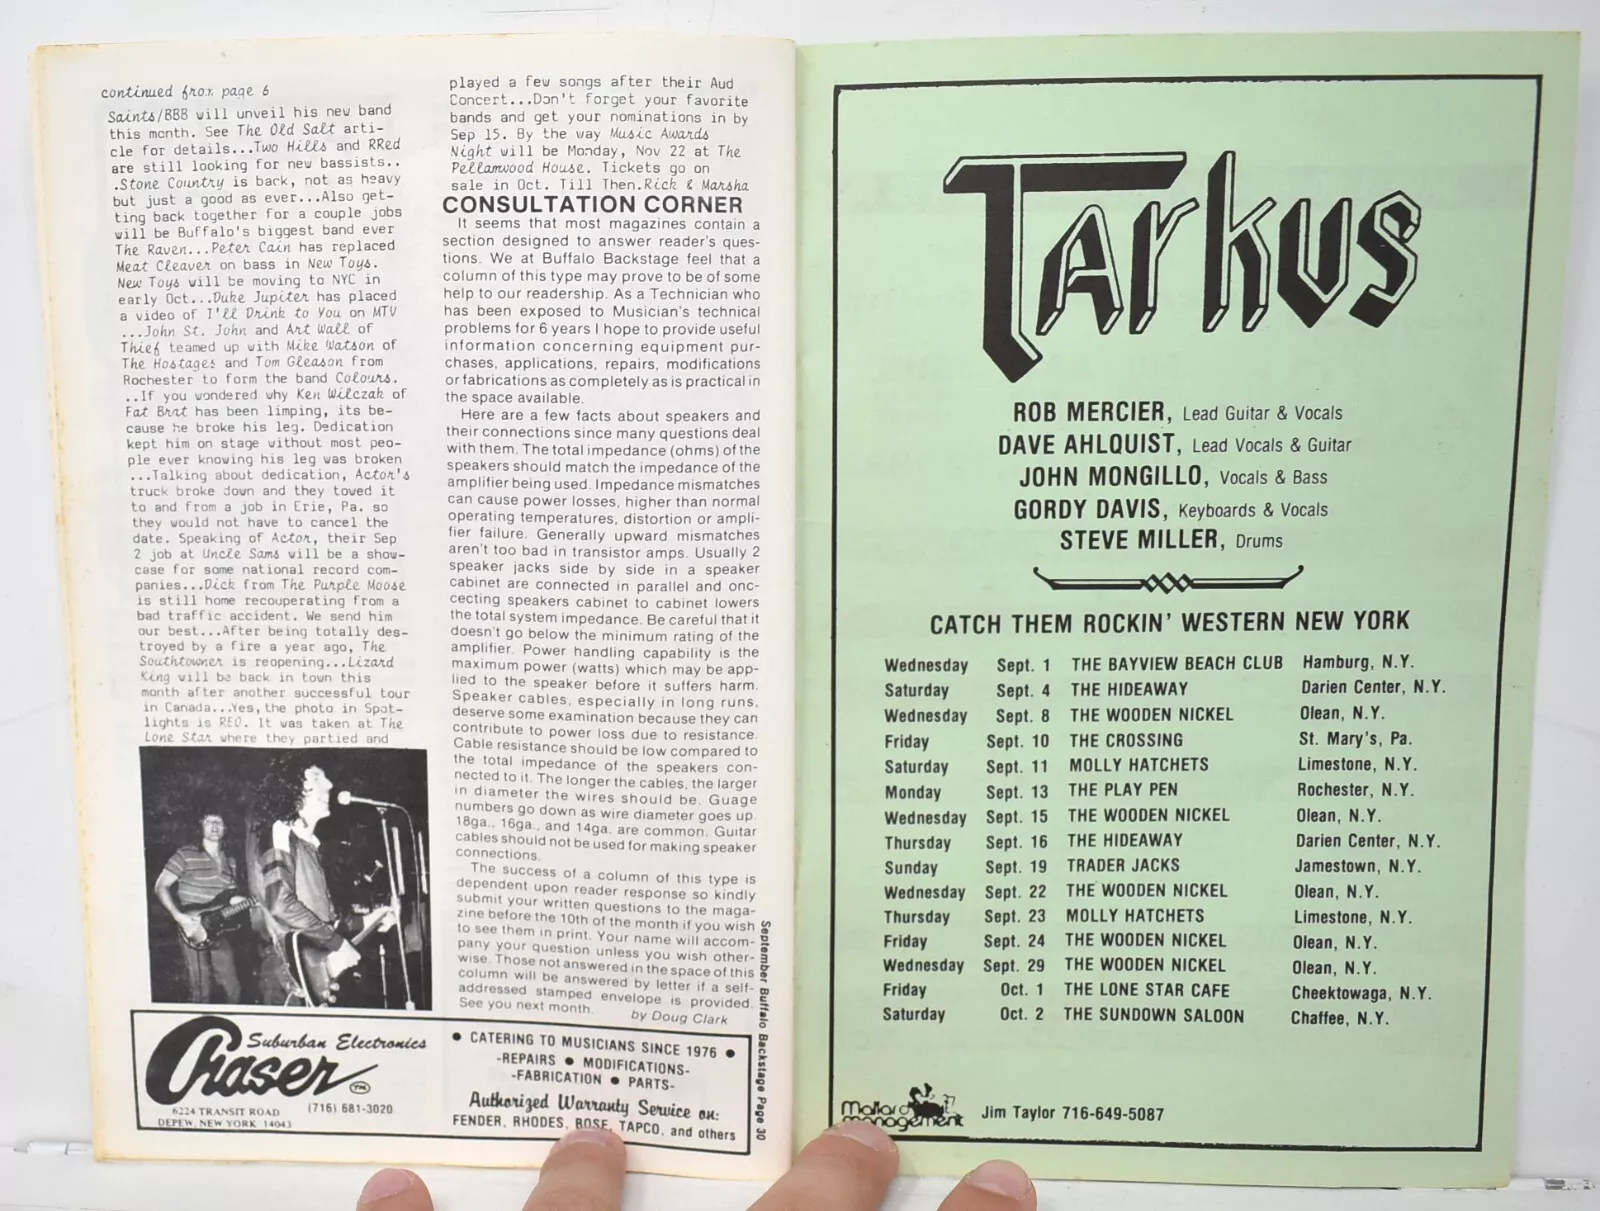 continued from page 6
Saints/BBB will unveil his new band
this month. See The Old Salt arti-
cle for details...Two Hills and RRed
are still looking for new bassists..
.Stone Country is back, not as heavy
but just a good as ever...Also get-
ting back together for a couple jobs
will be Buffalo's biggest band ever
The Raven...Peter Cain has replaced
Meat Cleaver on bass in New Toys.
New Toys will be moving to NYC in
early Oct...Duke Jupiter has placed
a video of I'll Drink to You on MTV
...John St. John and Art Wall of
Thief teamed up with Mike Watson of
The Hostages and Tom Gleason from
Rochester to form the band Colours.
..If you wondered why Ken Wilczak of
Fat Brat has been limping, its be-
cause he broke his leg. Dedication
kept him on stage without most peo-
ple ever knowing his leg was broken
...Talking about dedication, Actor's
truck broke down and they towed it
to and from a job in Erie, Pa. so
they would not have to cancel the
date. Speaking of Actor, their Sep
2 job at Uncle Sams will be a show-
case for some national record com-
panies...Dick from The Purple Moose
is still home recouperating from a
bad traffic accident. We send him
our best...After being totally des-
troyed by a fire a year ago, The
Southtowner is reopening...Lizard
King will be back in town this
month after another successful tour
in Canada...Yes, the photo in Spot-
lights is REO. It was taken at The
Lone Star where they partied and
played a few songs after their Aud
Concert...Don't forget your favorite
bands and get your nominations in by
Sep 15. By the way Music Awards
Night will be Monday, Nov 22 at The
Pellamwood House. Tickets go on
sale in Oct. Till Then.Rick & Marsha
CONSULTATION CORNER
It seems that most magazines contain a
section designed to answer reader's ques-
tions. We at Buffalo Backstage feel that a
column of this type may prove to be of some
help to our readership. As a Technician who
has been exposed to Musician's technical
problems for 6 years I hope to provide useful
information concerning equipment pur-
chases, applications, repairs, modifications
or fabrications as completely as is practical in
the space available.
Here are a few facts about speakers and
their connections since many questions deal
with them. The total impedance (ohms) of the
speakers should match the impedance of the
amplifier being used. Impedance mismatches
can cause power losses, higher than normal
operating temperatures, distortion or ampli-
fier failure. Generally upward mismatches
aren't too bad in transistor amps. Usually 2
speaker jacks side by side in a speaker
cabinet are connected in parallel and onc-
cecting speakers cabinet to cabinet lowers
the total system impedance. Be careful that it
doesn't go below the minimum rating of the
amplifier. Power handling capability is the
maximum power (watts) which may be app-
lied to the speaker before it suffers harm.
Speaker cables, especially in long runs,
deserve some examination because they can
contribute to power loss due to resistance.
Cable resistance should be low compared to
the total impedance of the speakers con-
nected to it. The longer the cables, the larger
in diameter the wires should be. Guage
numbers go down as wire diameter goes up.
18ga., 16ga., and 14ga. are common. Guitar
cables should not be used for making speaker
connections.
The success of a column of this type is
dependent upon reader response so kindly
submit your written questions to the maga-
zine before the 10th of the month if you wish
to see them in print. Your name will accom-
pany your question unless you wish other-
wise. Those not answered in the space of this
column will be answered by letter if a self-
addressed stamped envelope is provided.
See you next month.
by Doug Clark
September Buffalo Backstage Page 30
Suburban Electronics
Chaser TM
6224 TRANSIT ROAD
DEPEW, NEW YORK 14043
(716) 681-3020
• CATERING TO MUSICIANS SINCE 1976 •
-REPAIRS • MODIFICATIONS-
-FABRICATION • PARTS-
Authorized Warranty Service on:
FENDER, RHODES, BOSE, TAPCO, and others
Tarkus
ROB MERCIER, Lead Guitar & Vocals
DAVE AHLQUIST, Lead Vocals & Guitar
JOHN MONGILLO, Vocals & Bass
GORDY DAVIS, Keyboards & Vocals
STEVE MILLER, Drums
CATCH THEM ROCKIN' WESTERN NEW YORK
Wednesday Sept. 1 THE BAYVIEW BEACH CLUB Hamburg, N.Y.
Saturday Sept. 4 THE HIDEAWAY Darien Center, N.Y.
Wednesday Sept. 8 THE WOODEN NICKEL Olean, N.Y.
Friday Sept. 10 THE CROSSING St. Mary's, Pa.
Saturday Sept. 11 MOLLY HATCHETS Limestone, N.Y.
Monday Sept. 13 THE PLAY PEN Rochester, N.Y.
Wednesday Sept. 15 THE WOODEN NICKEL Olean, N.Y.
Thursday Sept. 16 THE HIDEAWAY Darien Center, N.Y.
Sunday Sept. 19 TRADER JACKS Jamestown, N.Y.
Wednesday Sept. 22 THE WOODEN NICKEL Olean, N.Y.
Thursday Sept. 23 MOLLY HATCHETS Limestone, N.Y.
Friday Sept. 24 THE WOODEN NICKEL Olean, N.Y.
Wednesday Sept. 29 THE WOODEN NICKEL Olean, N.Y.
Friday Oct. 1 THE LONE STAR CAFE Cheektowaga, N.Y.
Saturday Oct. 2 THE SUNDOWN SALOON Chaffee, N.Y.
Mallard
management
Jim Taylor 716-649-5087